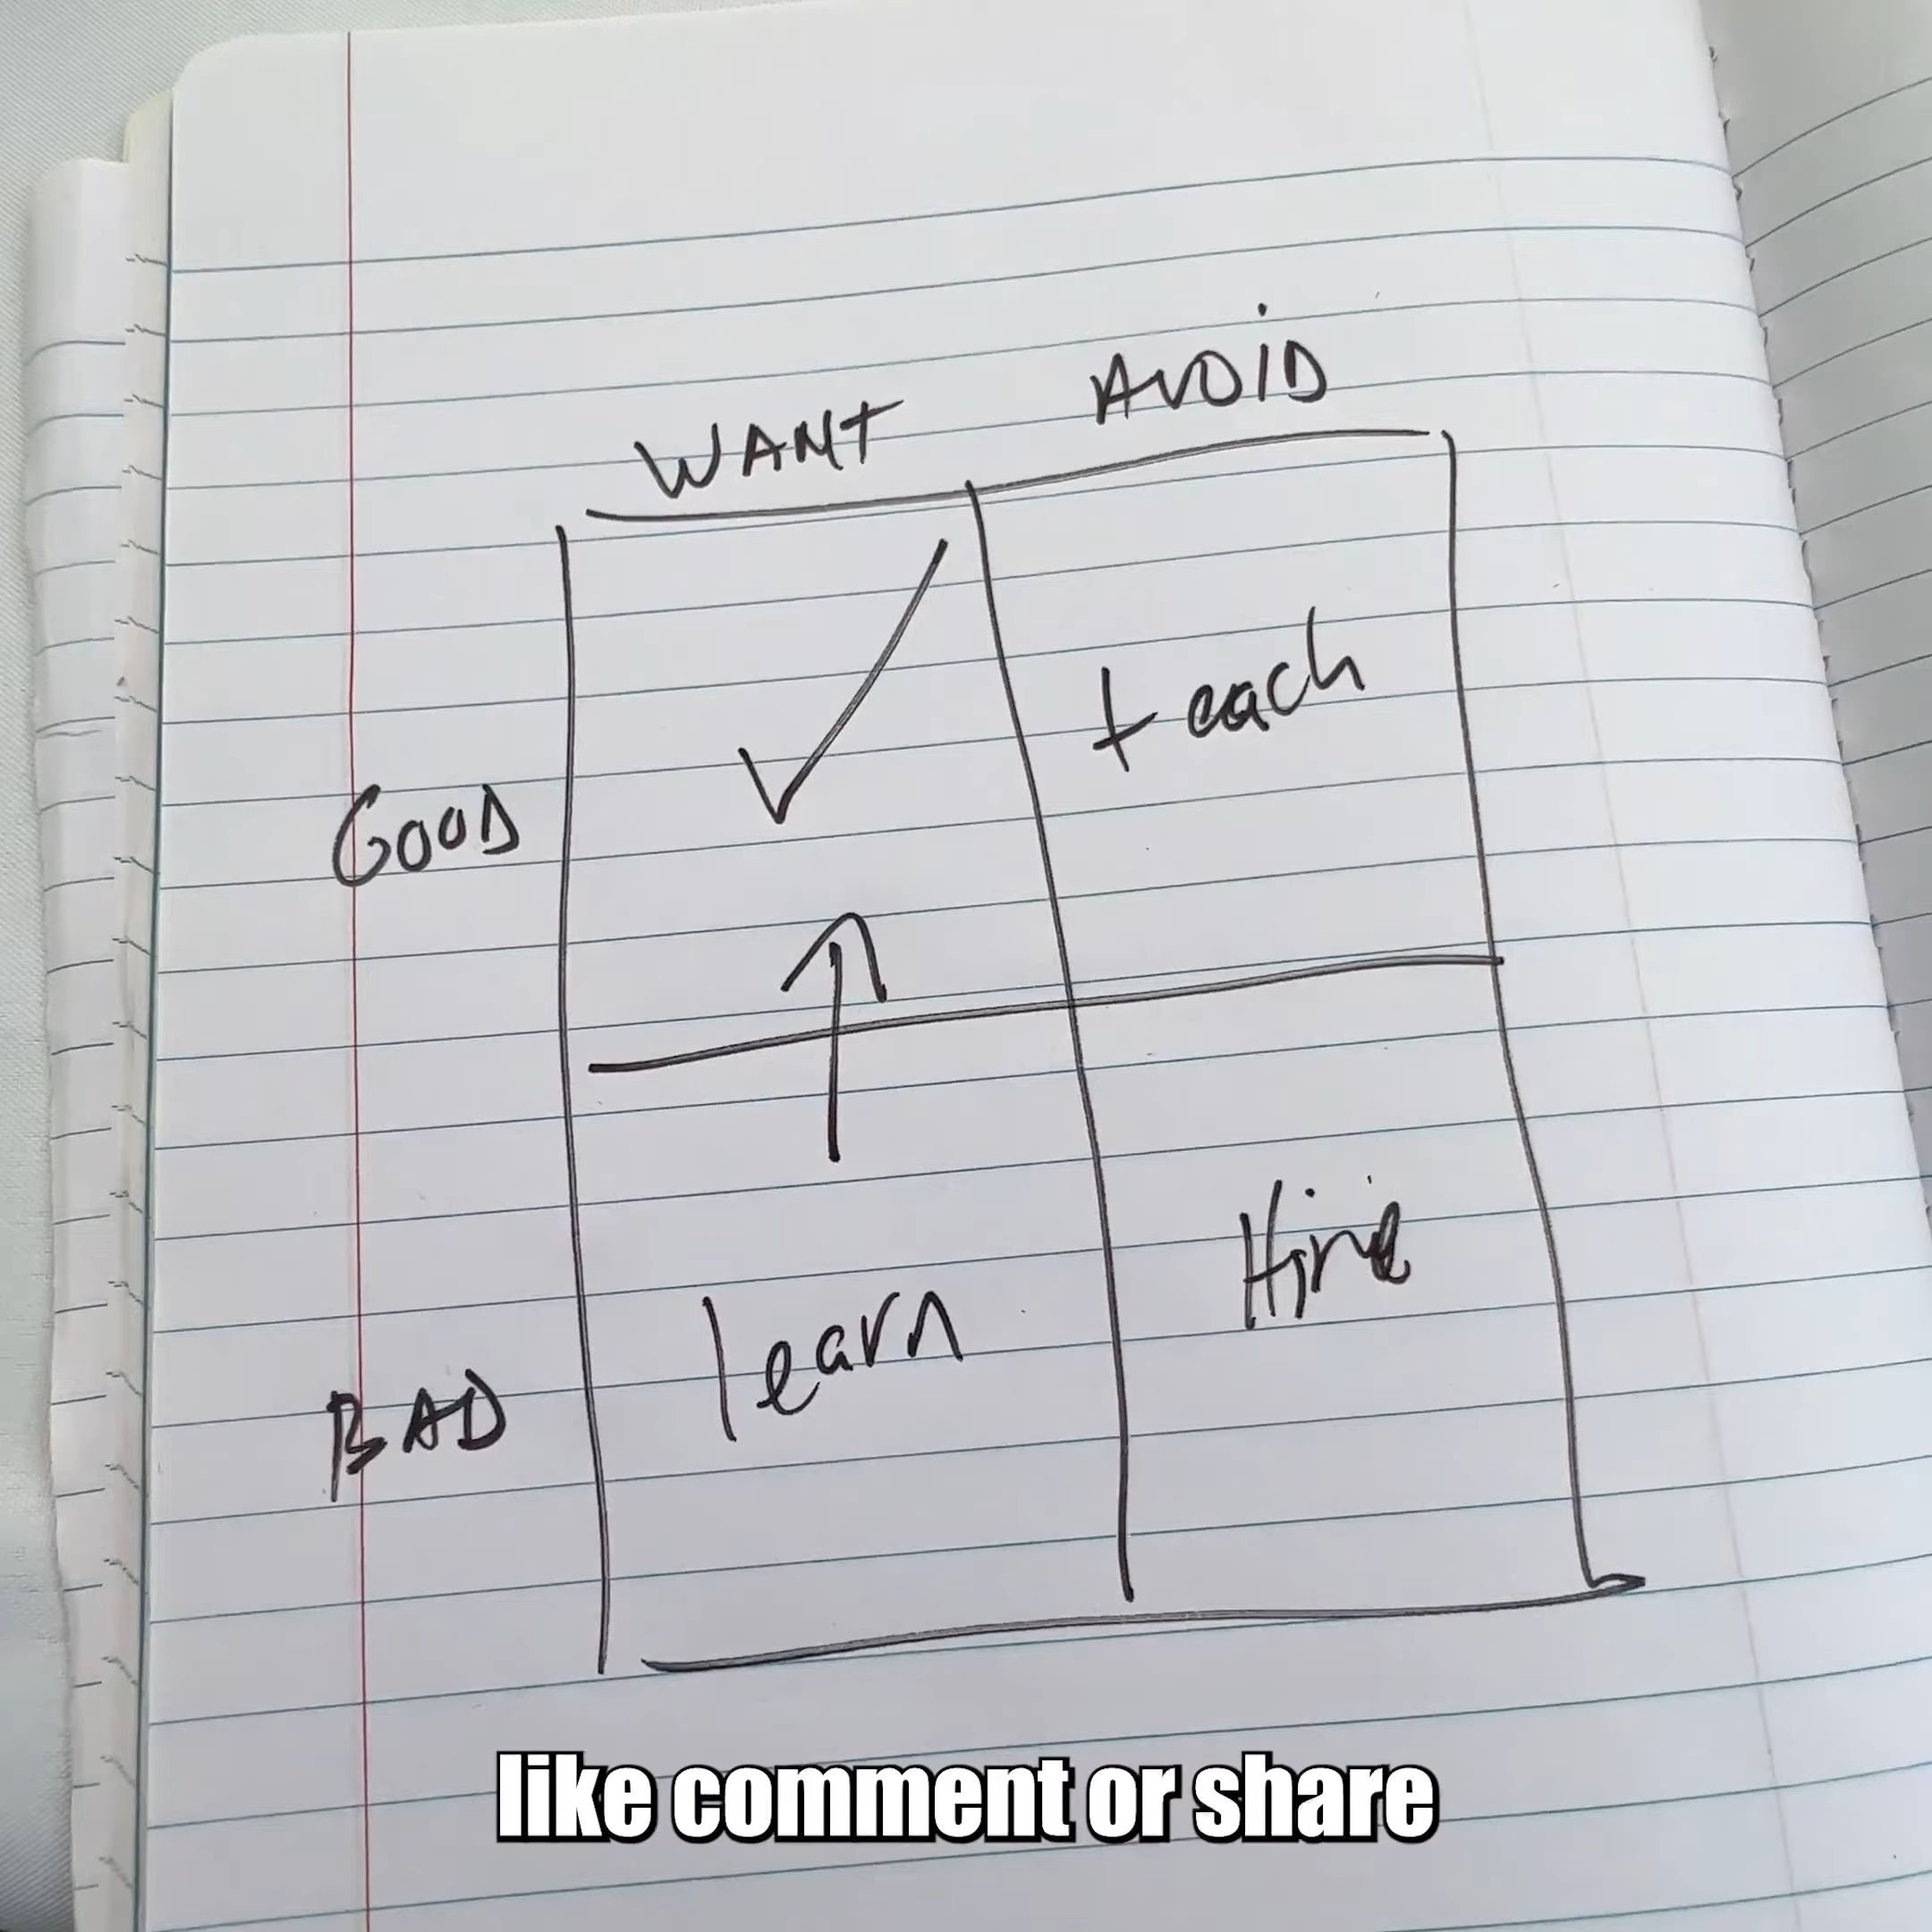 WANT AVOID
GOOD ✓ teach
↑
BAD learn Hire
like comment or share